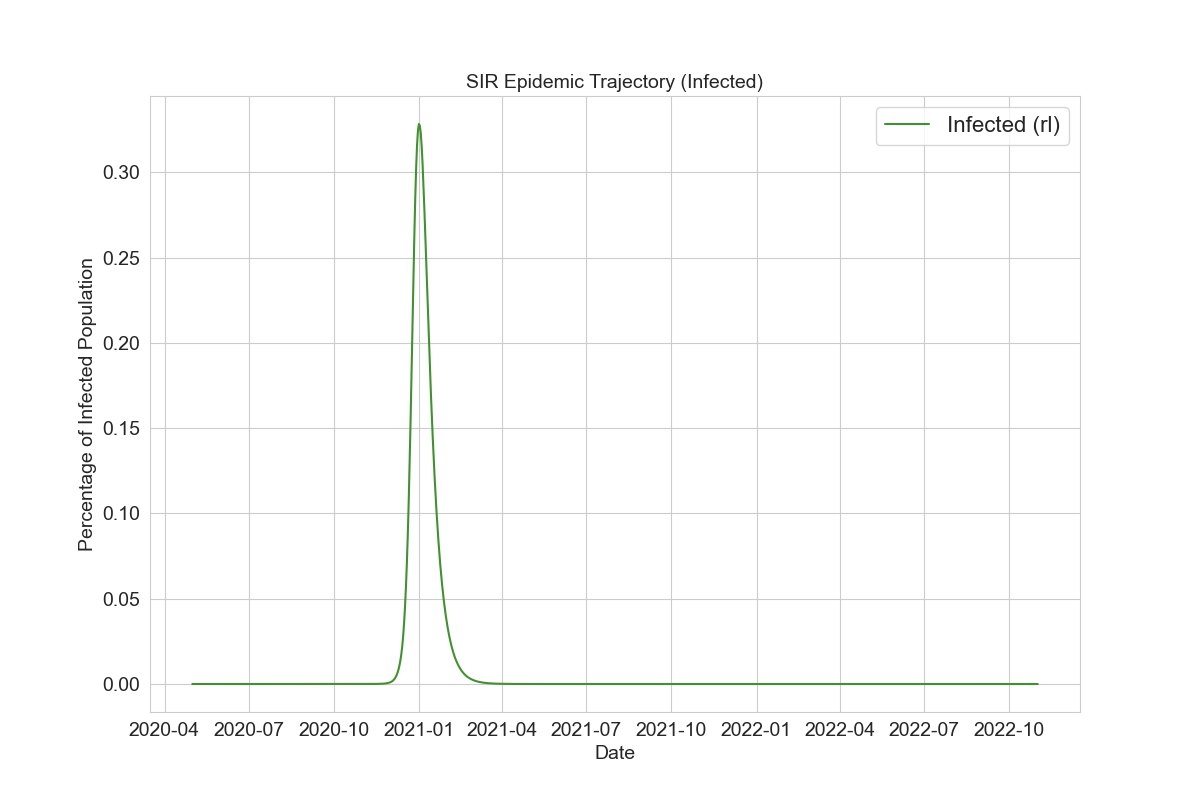 SIR Epidemic Trajectory (Infected)
Infected (rl)
Percentage of Infected Population
0.30
0.25
0.20
0.15
0.10
0.05
0.00
2020-04 2020-07 2020-10 2021-01 2021-04 2021-07 2021-10 2022-01 2022-04 2022-07 2022-10
Date